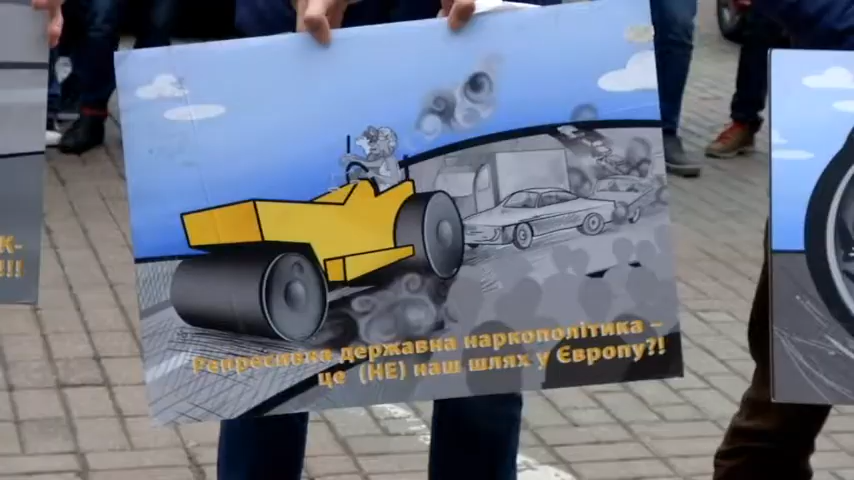 К-
!!!
Репресивна державна наркополітика –
це (НЕ) наш шлях у Європу?!